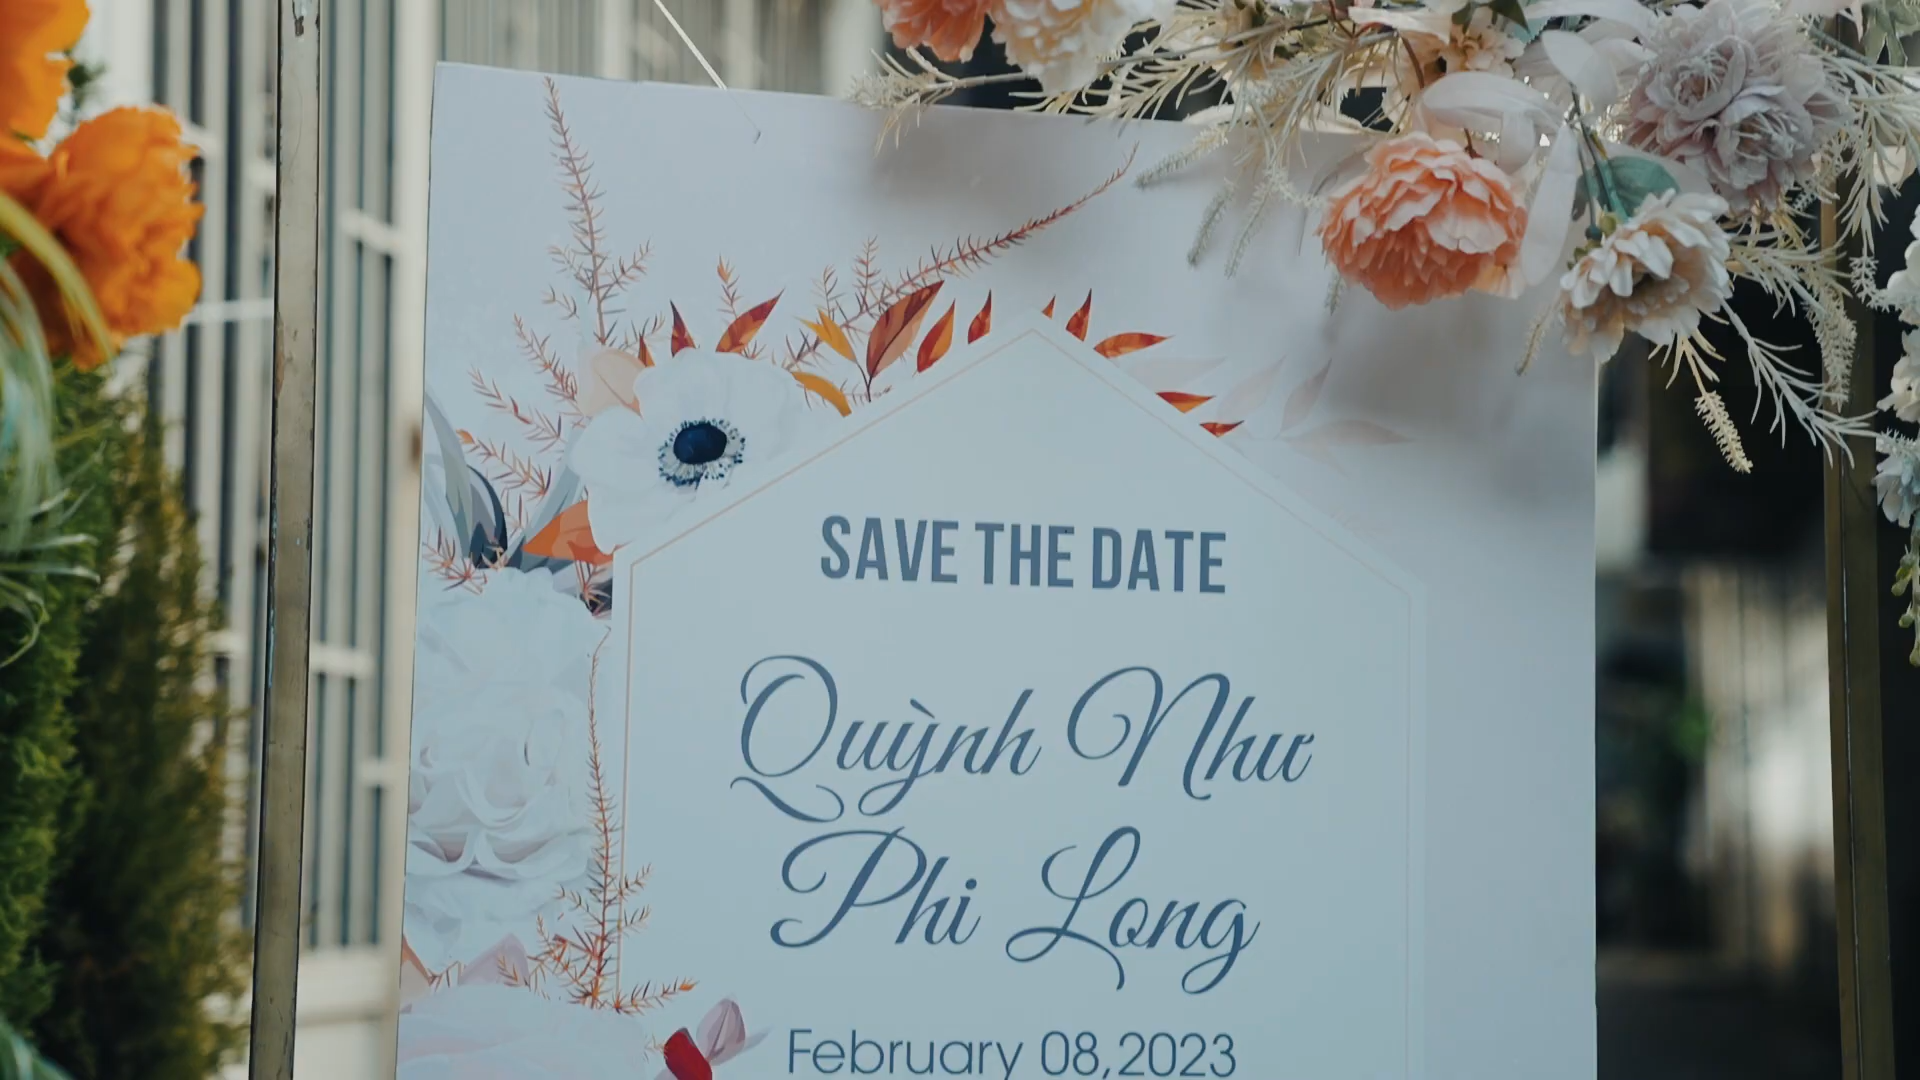 SAVE THE DATE
Quỳnh Như
Phi Long
February 08,2023